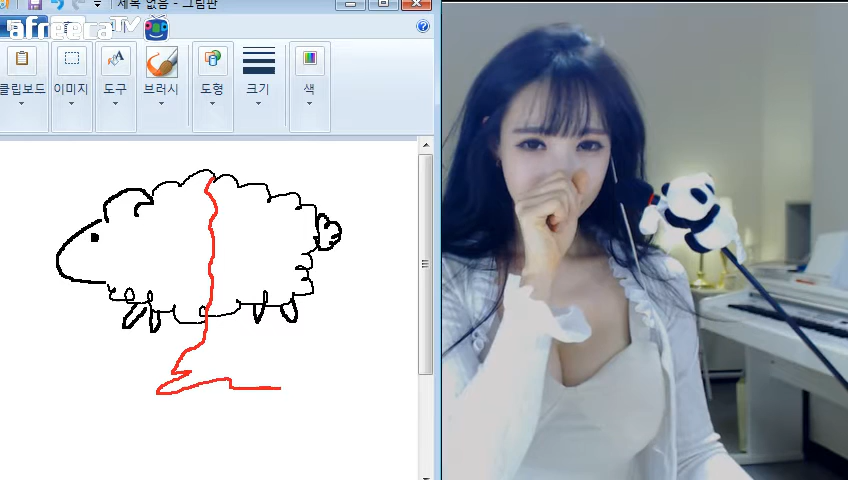 제목 없음 - 그림판
afreecaTV
클립보드 이미지 도구 브러시 도형 크기 색